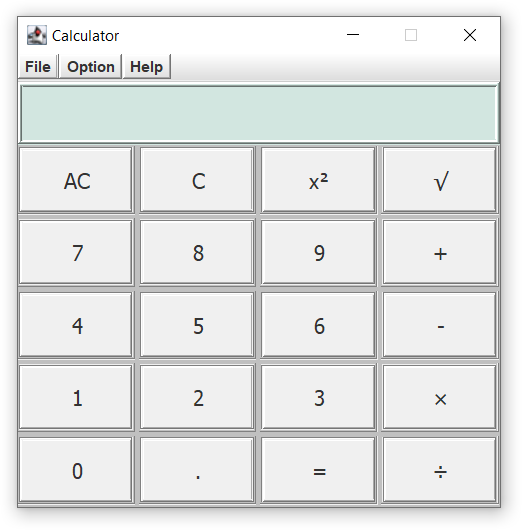 Calculator
File Option Help
AC C x² √
7 8 9 +
4 5 6 -
1 2 3 ×
0 . = ÷